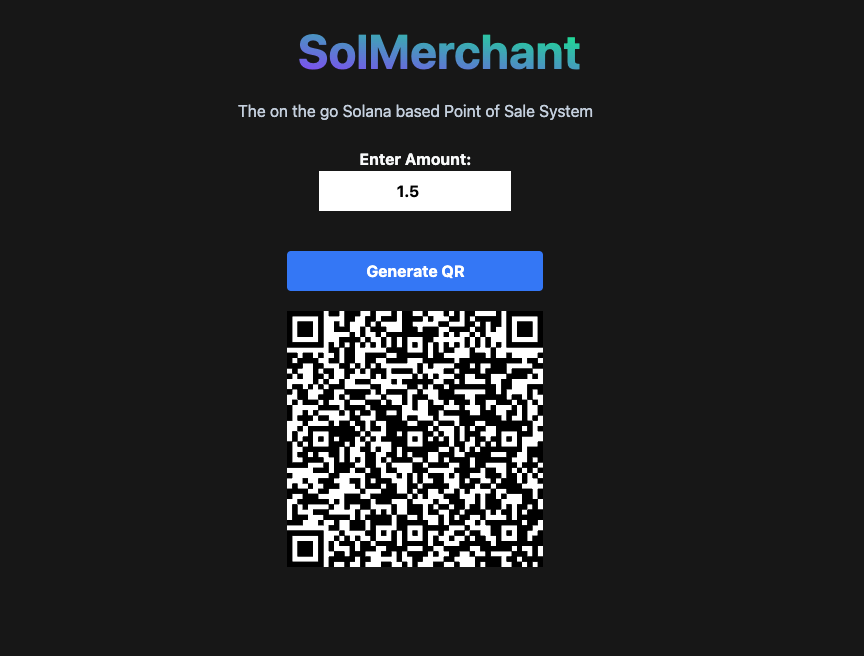 SolMerchant
The on the go Solana based Point of Sale System
Enter Amount:
1.5
Generate QR